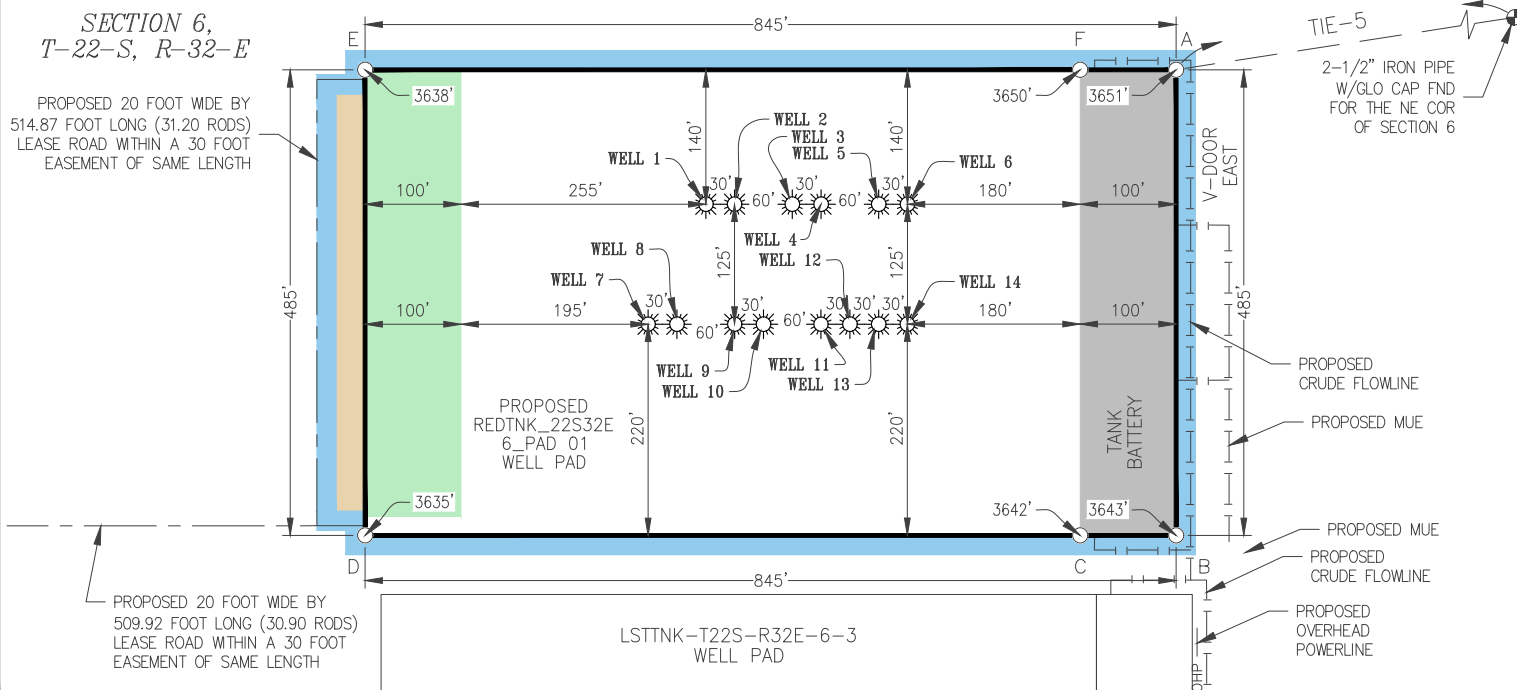 SECTION 6,
T-22-S, R-32-E
845'
E
F
A
TIE-5
2-1/2" IRON PIPE
W/GLO CAP FND
FOR THE NE COR
OF SECTION 6
PROPOSED 20 FOOT WIDE BY
514.87 FOOT LONG (31.20 RODS)
LEASE ROAD WITHIN A 30 FOOT
EASEMENT OF SAME LENGTH
3638'
3650'
3651'
140'
140'
V-DOOR
EAST
WELL 1
WELL 2
WELL 3
WELL 5
WELL 6
100'
255'
30'
60'
30'
60'
30'
180'
100'
WELL 4
485'
125'
125'
485'
WELL 8
WELL 7
WELL 12
WELL 14
100'
195'
30'
60'
30'
60'
30'
30'
30'
180'
100'
WELL 9
WELL 10
WELL 11
WELL 13
220'
220'
PROPOSED
REDTNK_22S32E
6_PAD 01
WELL PAD
TANK
BATTERY
PROPOSED
CRUDE FLOWLINE
PROPOSED MUE
3635'
3642'
3643'
PROPOSED MUE
D
C
B
845'
PROPOSED
CRUDE FLOWLINE
PROPOSED 20 FOOT WIDE BY
509.92 FOOT LONG (30.90 RODS)
LEASE ROAD WITHIN A 30 FOOT
EASEMENT OF SAME LENGTH
LSTTNK-T22S-R32E-6-3
WELL PAD
PROPOSED
OVERHEAD
POWERLINE
OHP